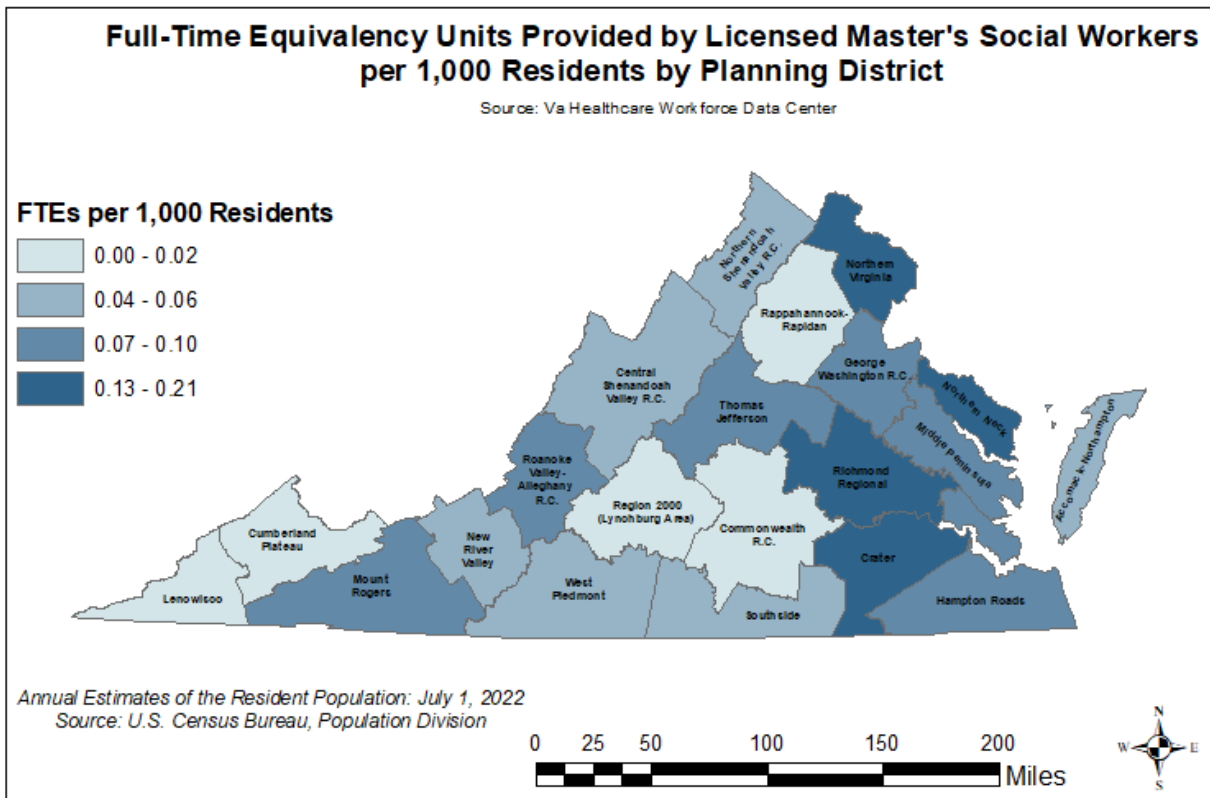 Full-Time Equivalency Units Provided by Licensed Master's Social Workers
per 1,000 Residents by Planning District
Source: Va Healthcare Workforce Data Center
FTEs per 1,000 Residents
0.00 - 0.02
0.04 - 0.06
0.07 - 0.10
0.13 - 0.21
Northern
Shenandoah
Valley R.C.
Northern
Virginia
Rappahannock-
Rapidan
Central
Shenandoah
Valley R.C.
George
Washington R.C.
Northern Neck
Thomas
Jefferson
Middle Peninsula
Accomack-Northampton
Roanoke
Valley-
Alleghany
R.C.
Richmond
Regional
Region 2000
(Lynchburg Area)
Commonwealth
R.C.
Cumberland
Plateau
New
River
Valley
Crater
Mount
Rogers
West
Piedmont
Lenowisco
Southside
Hampton Roads
Annual Estimates of the Resident Population: July 1, 2022
Source: U.S. Census Bureau, Population Division
0 25 50 100 150 200
Miles
N
W E
S